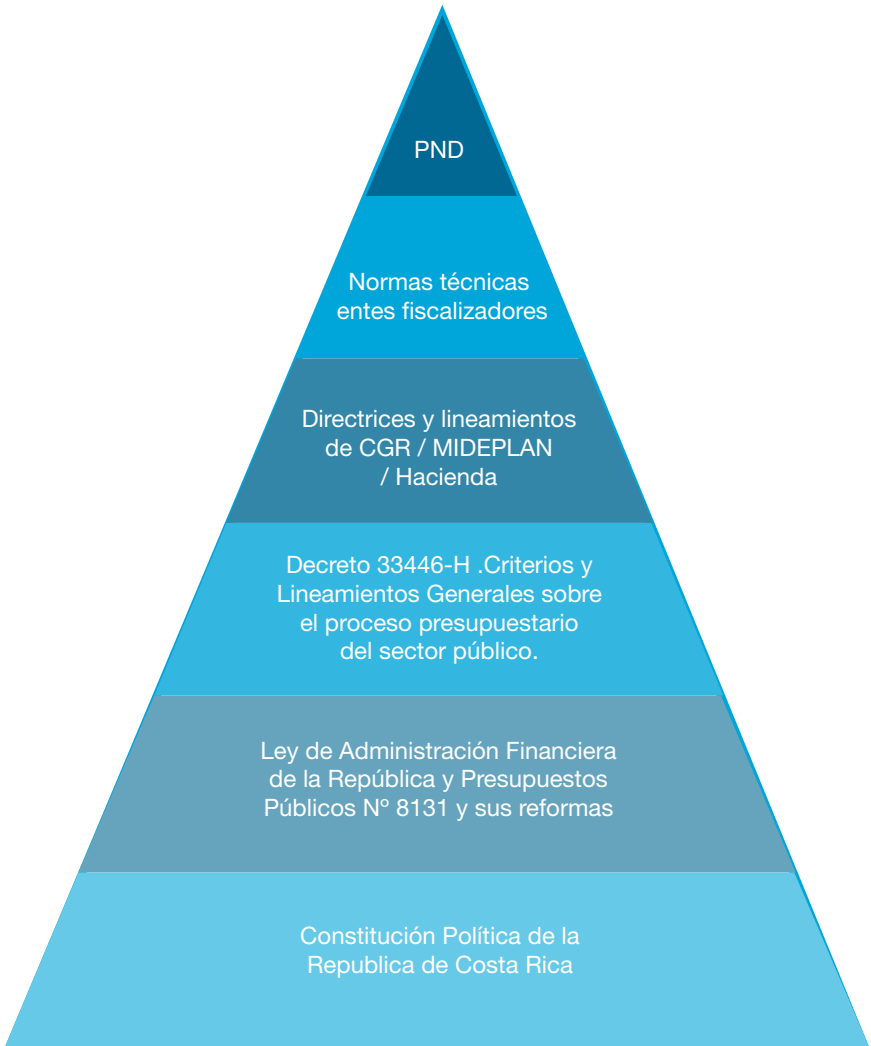 PND
Normas técnicas
entes fiscalizadores
Directrices y lineamientos
de CGR / MIDEPLAN
/ Hacienda
Decreto 33446-H .Criterios y
Lineamientos Generales sobre
el proceso presupuestario
del sector público.
Ley de Administración Financiera
de la República y Presupuestos
Públicos Nº 8131 y sus reformas
Constitución Política de la
Republica de Costa Rica